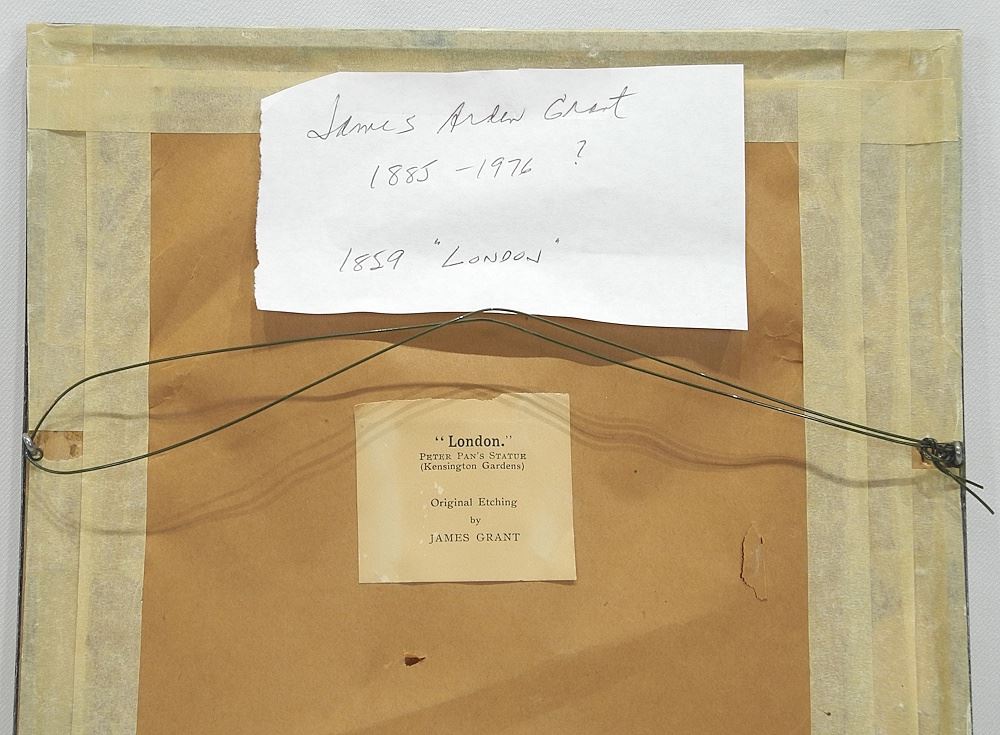 James Arden Grant
1885 - 1976 ?
1859 "LONDON"
"London."
PETER PAN'S STATUE
(Kensington Gardens)
Original Etching
by
JAMES GRANT